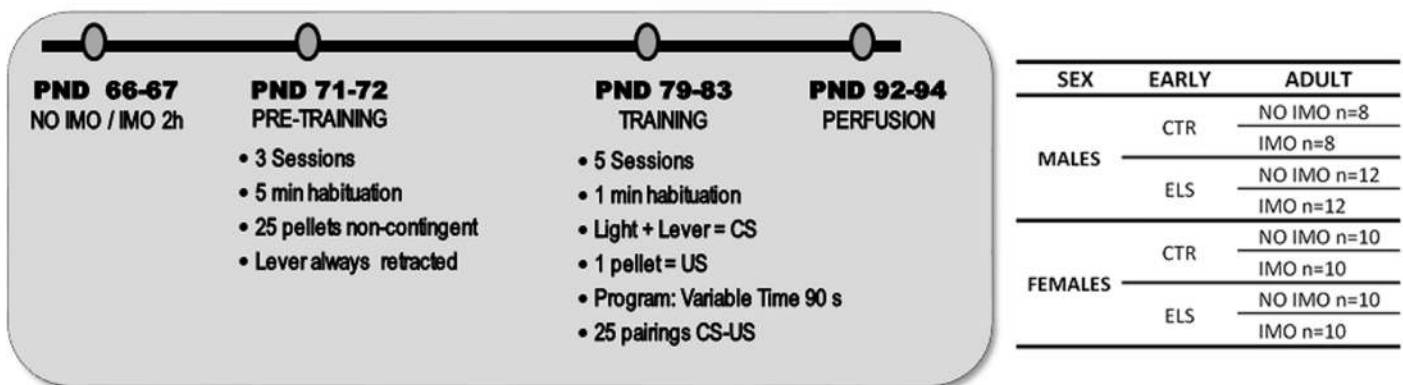 PND 66-67
NO IMO / IMO 2h
PND 71-72
PRE-TRAINING
• 3 Sessions
• 5 min habituation
• 25 pellets non-contingent
• Lever always retracted
PND 79-83
TRAINING
• 5 Sessions
• 1 min habituation
• Light + Lever = CS
• 1 pellet = US
• Program: Variable Time 90 s
• 25 pairings CS-US
PND 92-94
PERFUSION
SEX EARLY ADULT
MALES
CTR
NO IMO n=8
IMO n=8
ELS
NO IMO n=12
IMO n=12
FEMALES
CTR
NO IMO n=10
IMO n=10
ELS
NO IMO n=10
IMO n=10